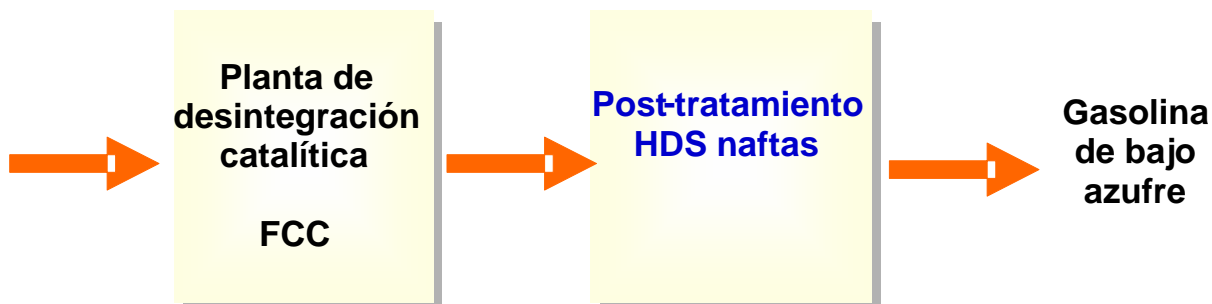 Planta de
desintegración
catalítica
FCC
Post-tratamiento
HDS naftas
Gasolina
de bajo
azufre